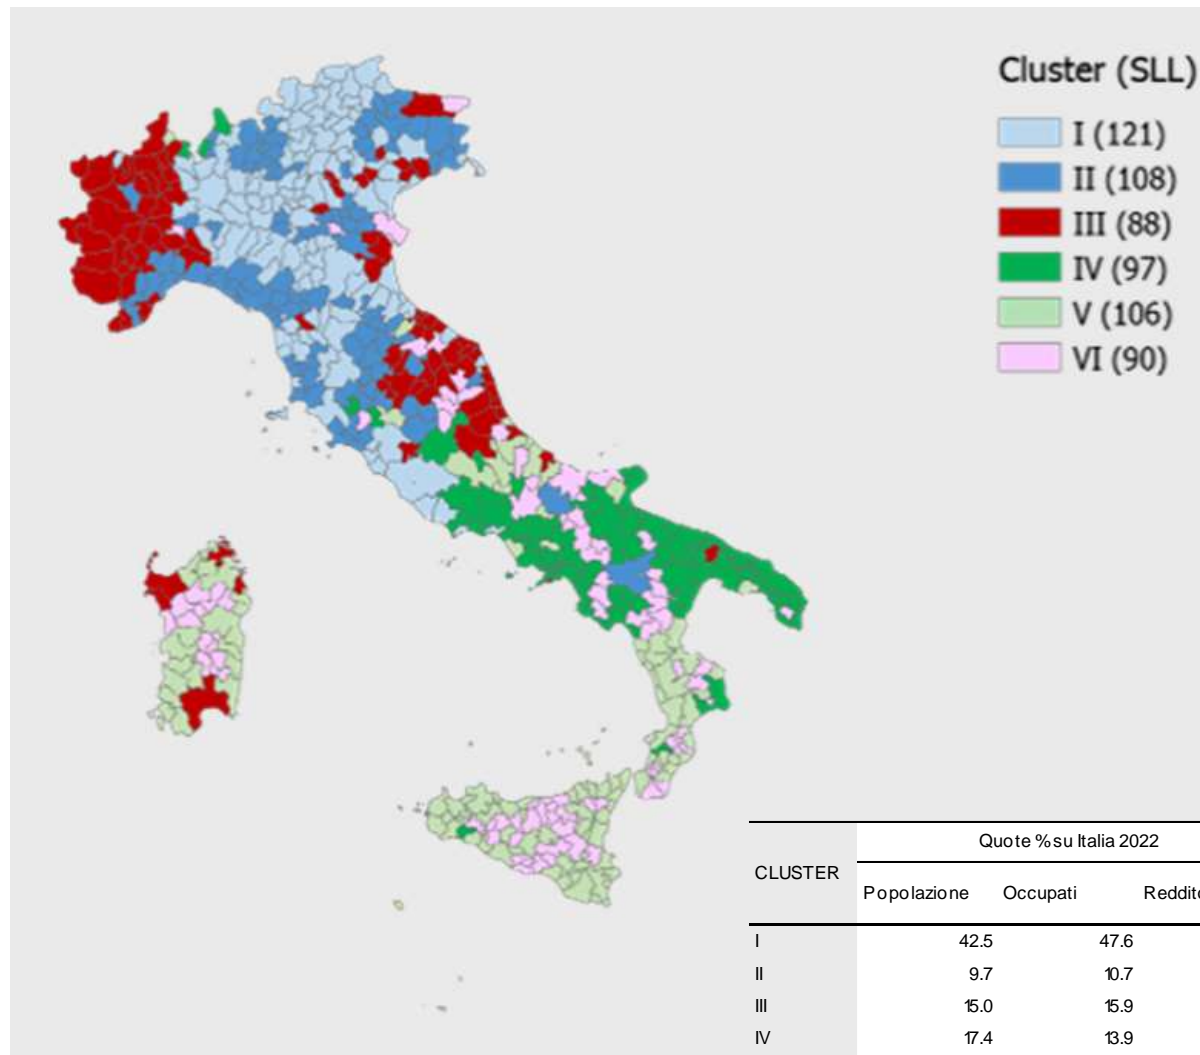 Cluster (SLL)
I (121)
II (108)
III (88)
IV (97)
V (106)
VI (90)
CLUSTER
Quote % su Italia 2022
Popolazione Occupati Reddito
I 42.5 47.6
II 9.7 10.7
III 15.0 15.9
IV 17.4 13.9